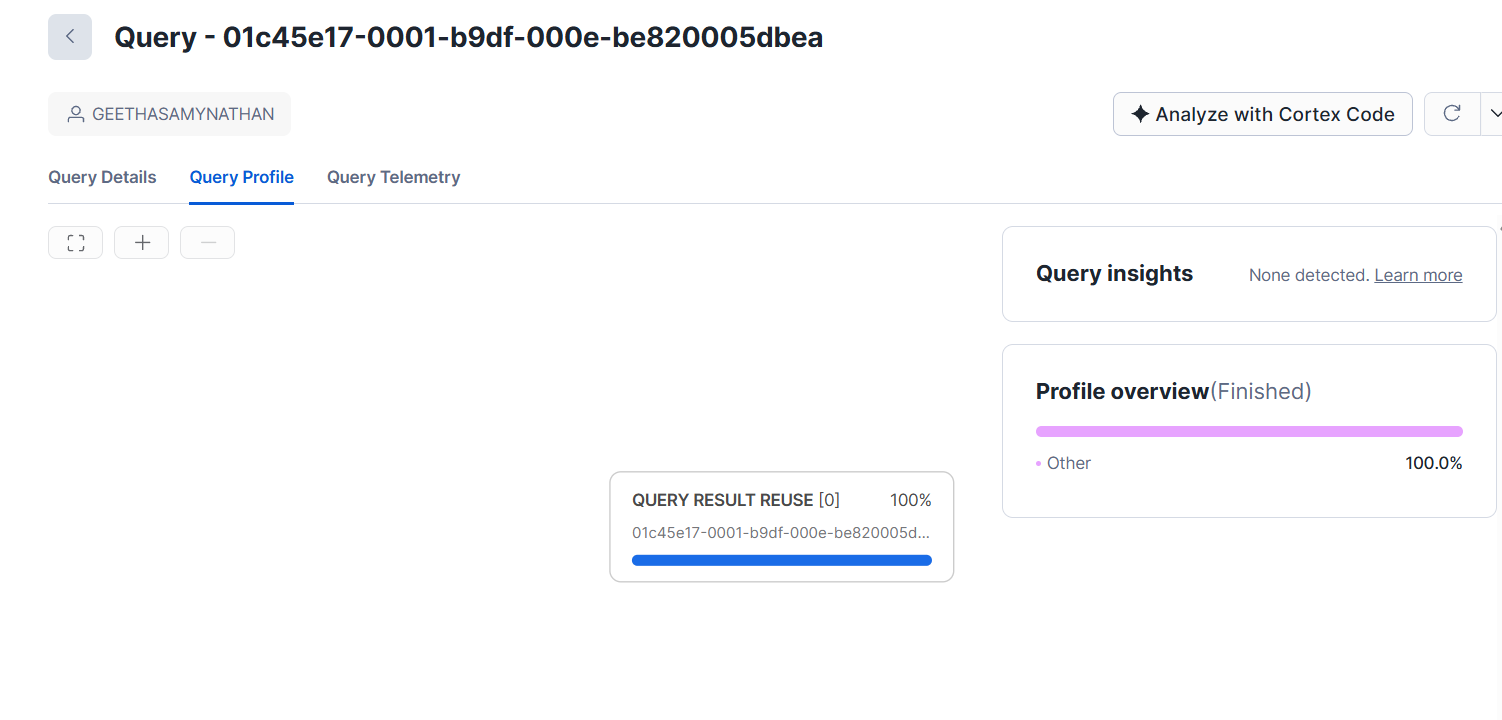 Query - 01c45e17-0001-b9df-000e-be820005dbea
GEETHASAMYNATHAN
Analyze with Cortex Code
Query Details
Query Profile
Query Telemetry
Query insights
None detected. Learn more
Profile overview(Finished)
Other
100.0%
QUERY RESULT REUSE [0]
100%
01c45e17-0001-b9df-000e-be820005d...